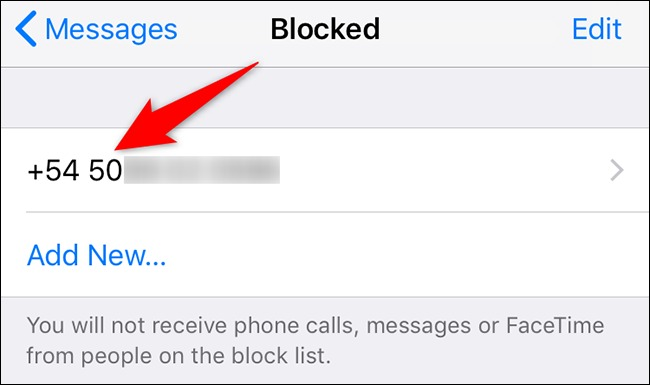 Messages
Blocked
Edit
+54 50
Add New...
You will not receive phone calls, messages or FaceTime
from people on the block list.